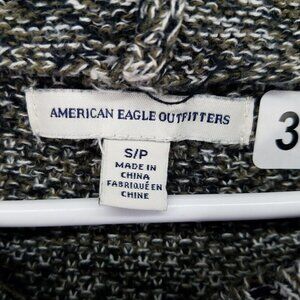 AMERICAN EAGLE OUTFITTERS
S/P
MADE IN
CHINA
FABRIQUÉ EN
CHINE
3